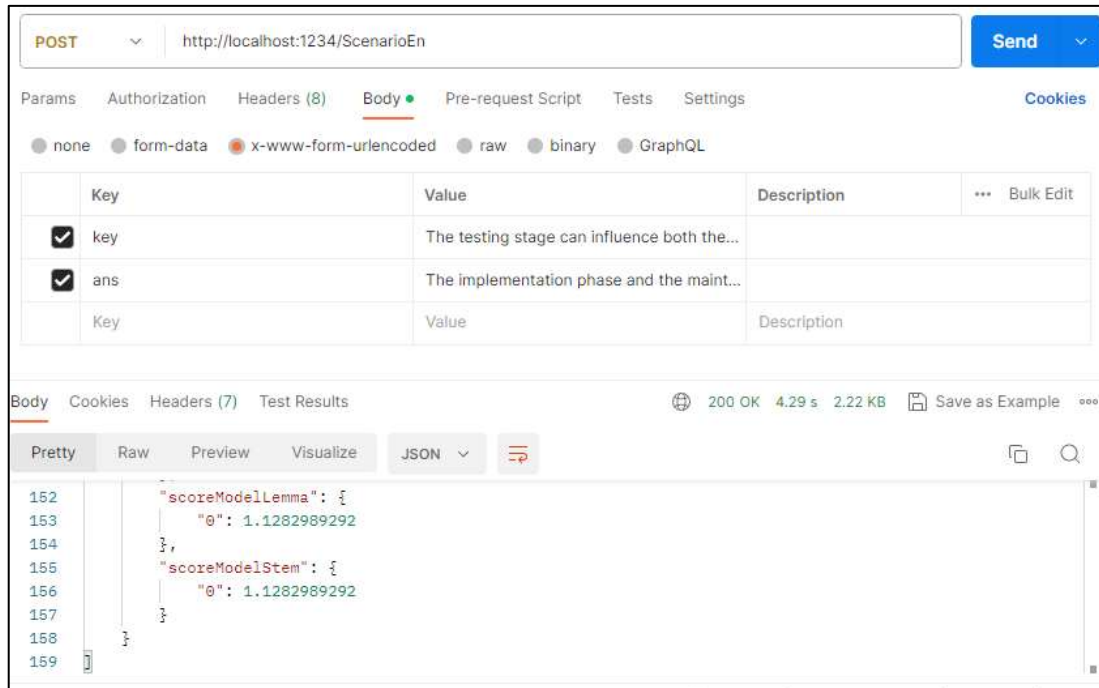 POST http://localhost:1234/ScenarioEn Send
Params Authorization Headers (8) Body Pre-request Script Tests Settings Cookies
none form-data x-www-form-urlencoded raw binary GraphQL
Key Value Description ••• Bulk Edit
key The testing stage can influence both the...
ans The implementation phase and the maint...
Key Value Description
Body Cookies Headers (7) Test Results 200 OK 4.29 s 2.22 KB Save as Example
Pretty Raw Preview Visualize JSON
152 "scoreModelLemma": {
153 "0": 1.1282989292
154 },
155 "scoreModelStem": {
156 "0": 1.1282989292
157 }
158 }
159 ]